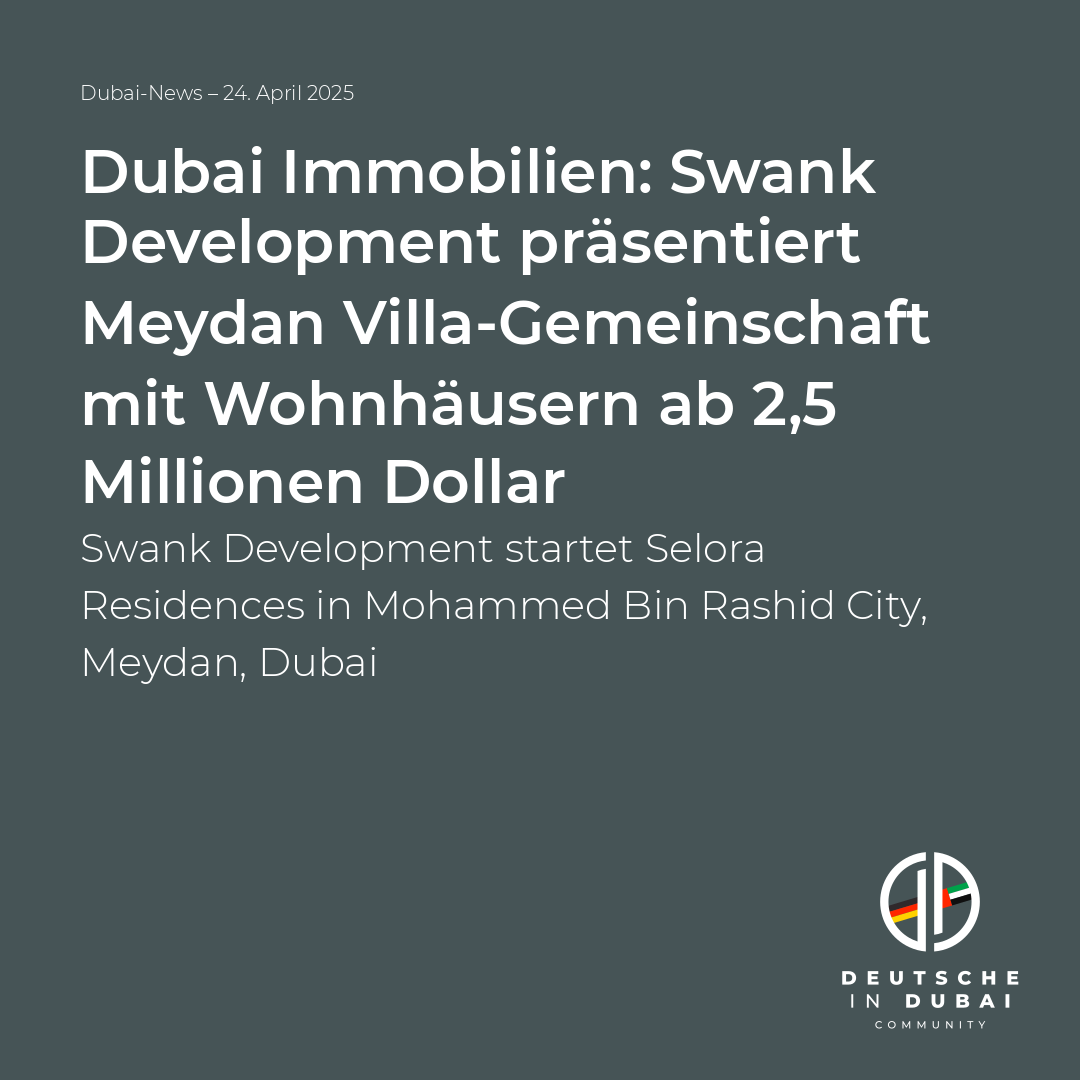 Dubai-News – 24. April 2025
Dubai Immobilien: Swank
Development präsentiert
Meydan Villa-Gemeinschaft
mit Wohnhäusern ab 2,5
Millionen Dollar
Swank Development startet Selora
Residences in Mohammed Bin Rashid City,
Meydan, Dubai
DEUTSCHE
IN DUBAI
COMMUNITY